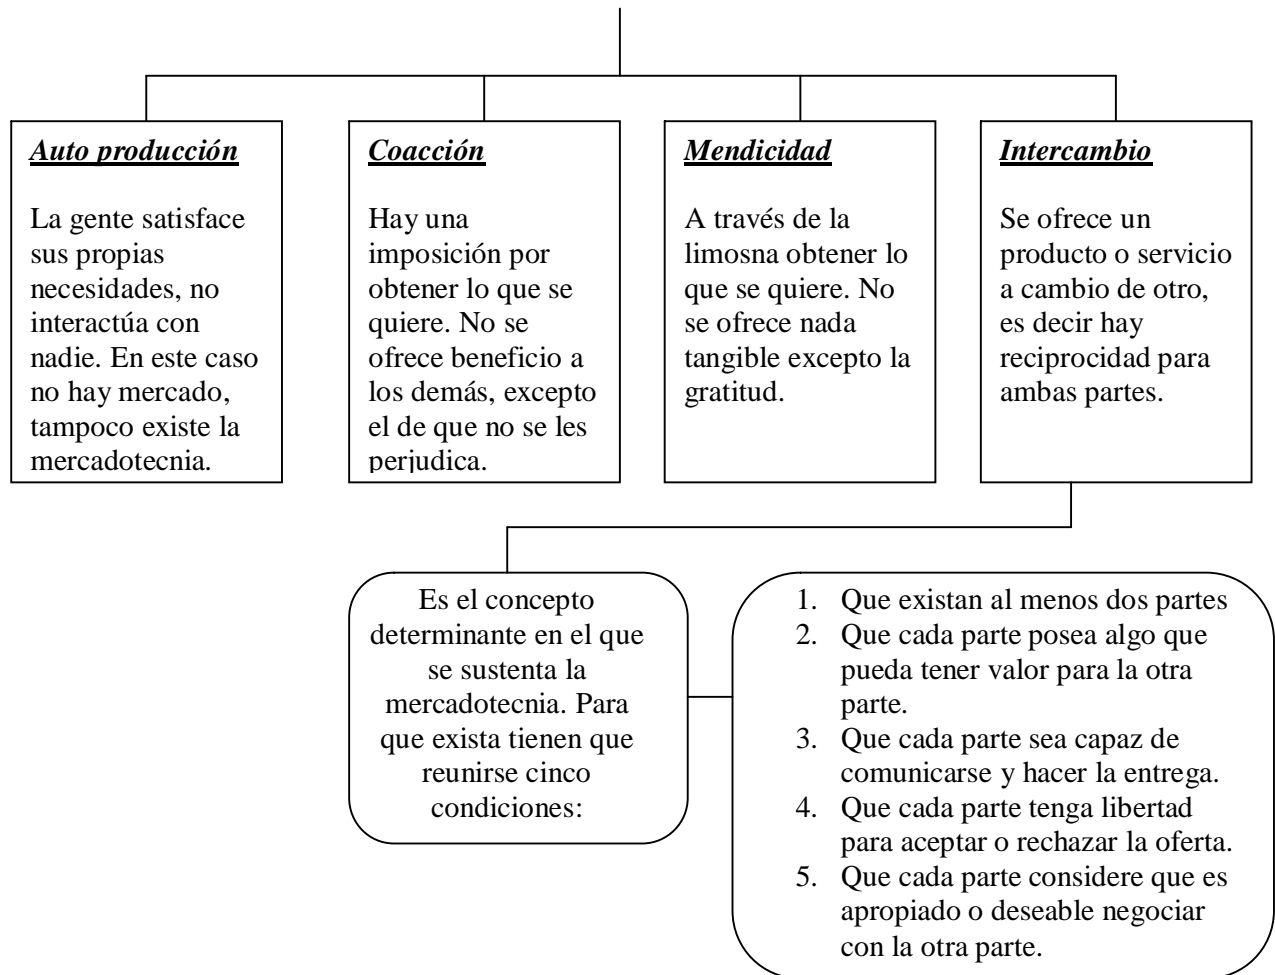 Auto producción
La gente satisface
sus propias
necesidades, no
interactúa con
nadie. En este caso
no hay mercado,
tampoco existe la
mercadotecnia.
Coacción
Hay una
imposición por
obtener lo que se
quiere. No se
ofrece beneficio a
los demás, excepto
el de que no se les
perjudica.
Mendicidad
A través de la
limosna obtener lo
que se quiere. No
se ofrece nada
tangible excepto la
gratitud.
Intercambio
Se ofrece un
producto o servicio
a cambio de otro,
es decir hay
reciprocidad para
ambas partes.
Es el concepto
determinante en el que
se sustenta la
mercadotecnia. Para
que exista tienen que
reunirse cinco
condiciones:
1. Que existan al menos dos partes
2. Que cada parte posea algo que
pueda tener valor para la otra
parte.
3. Que cada parte sea capaz de
comunicarse y hacer la entrega.
4. Que cada parte tenga libertad
para aceptar o rechazar la oferta.
5. Que cada parte considere que es
apropiado o deseable negociar
con la otra parte.